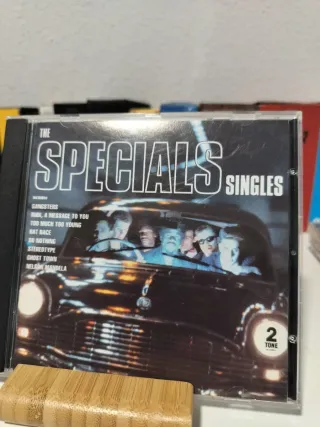 THE
SPECIALS
SINGLES
GANGSTERS
RUDI, A MESSAGE TO YOU
TOO MUCH TOO YOUNG
RAT RACE
DO NOTHING
STEREOTYPE
GHOST TOWN
NELSON MANDELA
2
TONE